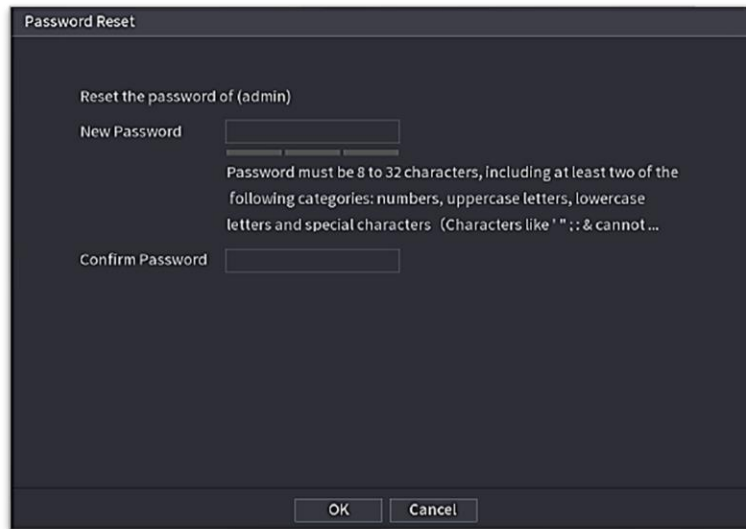 Password Reset
Reset the password of (admin)
New Password
Password must be 8 to 32 characters, including at least two of the
following categories: numbers, uppercase letters, lowercase
letters and special characters（Characters like ' " ; : & cannot ...
Confirm Password
OK Cancel